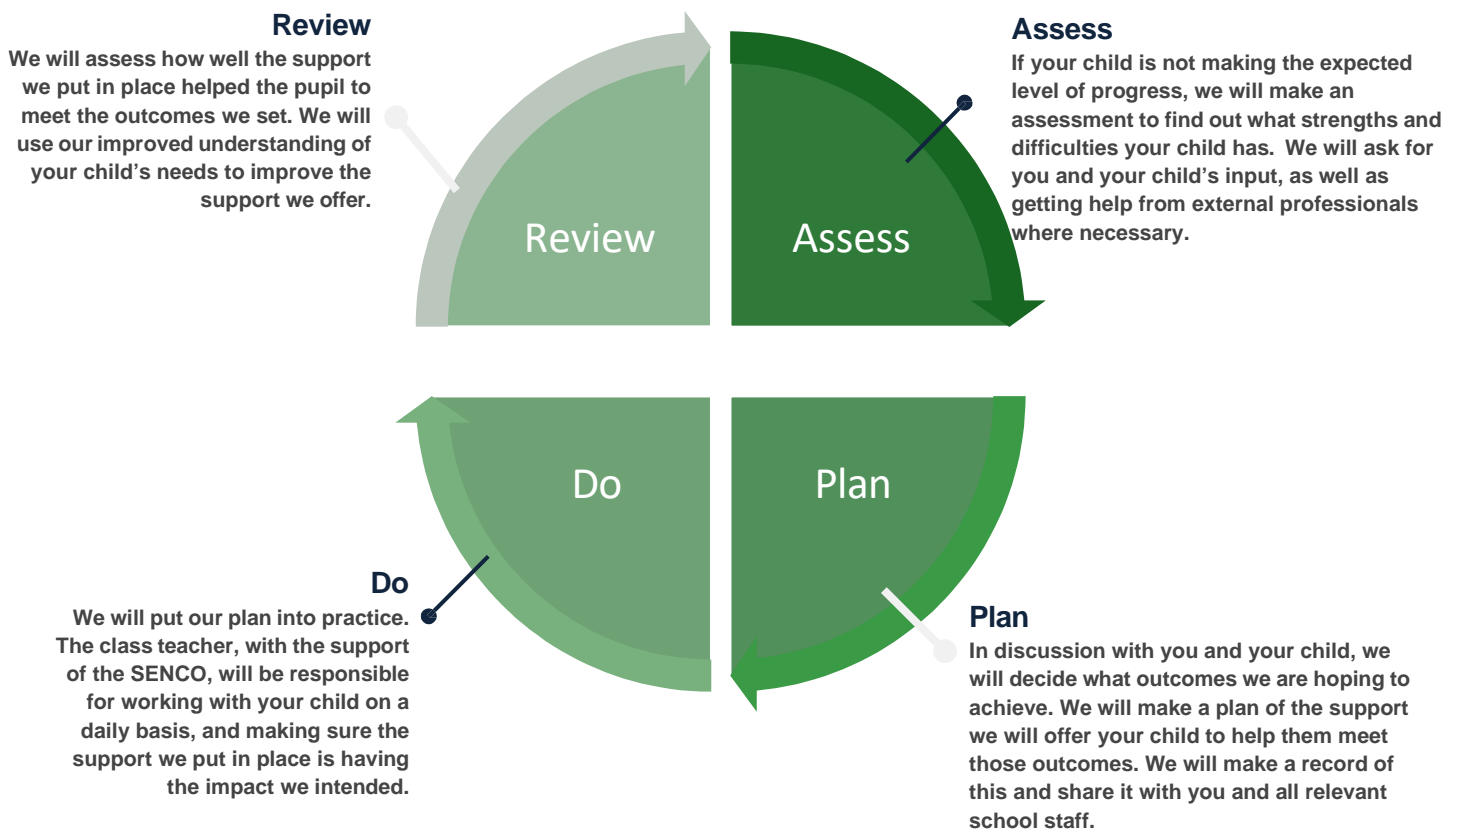 Review
We will assess how well the support
we put in place helped the pupil to
meet the outcomes we set. We will
use our improved understanding of
your child’s needs to improve the
support we offer.
Assess
If your child is not making the expected
level of progress, we will make an
assessment to find out what strengths and
difficulties your child has.  We will ask for
you and your child’s input, as well as
getting help from external professionals
where necessary.
Review
Assess
Do
Plan
Do
We will put our plan into practice.
The class teacher, with the support
of the SENCO, will be responsible
for working with your child on a
daily basis, and making sure the
support we put in place is having
the impact we intended.
Plan
In discussion with you and your child, we
will decide what outcomes we are hoping to
achieve. We will make a plan of the support
we will offer your child to help them meet
those outcomes. We will make a record of
this and share it with you and all relevant
school staff.